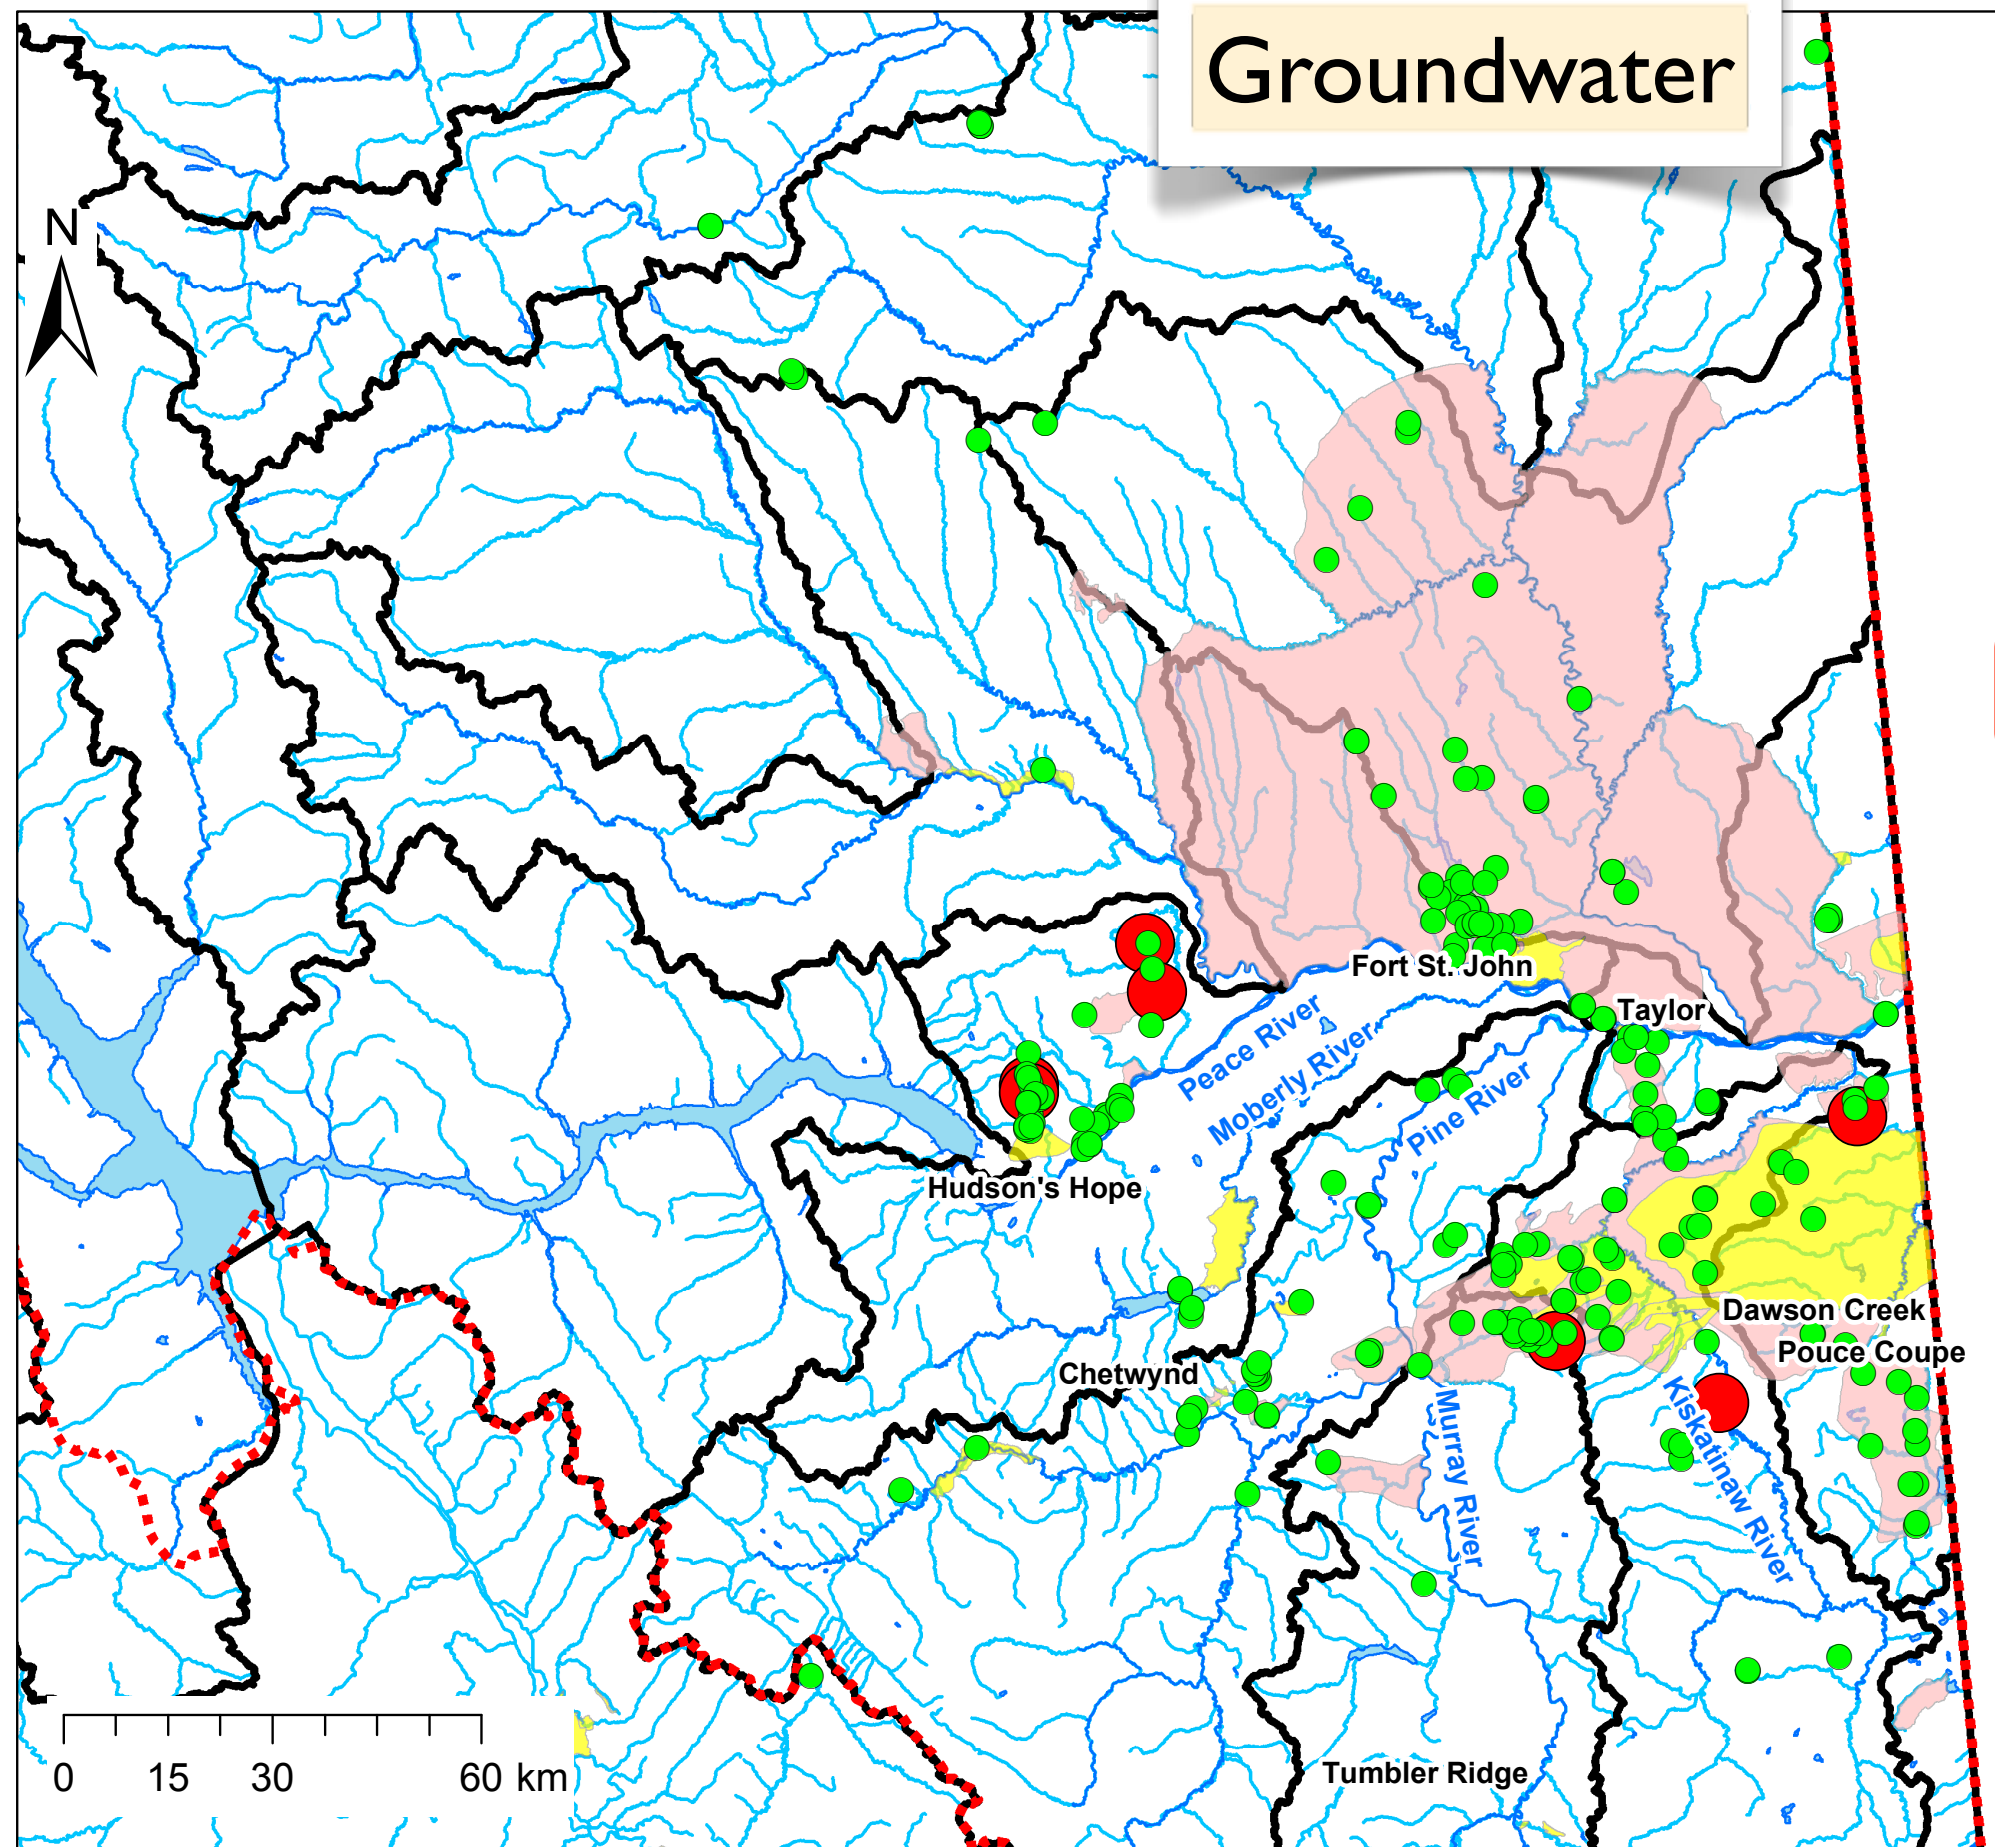 Groundwater
N
Fort St. John
Taylor
Peace River
Moberly River
Pine River
Hudson's Hope
Dawson Creek
Pouce Coupe
Chetwynd
Murray River
Kiskatinaw River
Tumbler Ridge
0 15 30 60 km